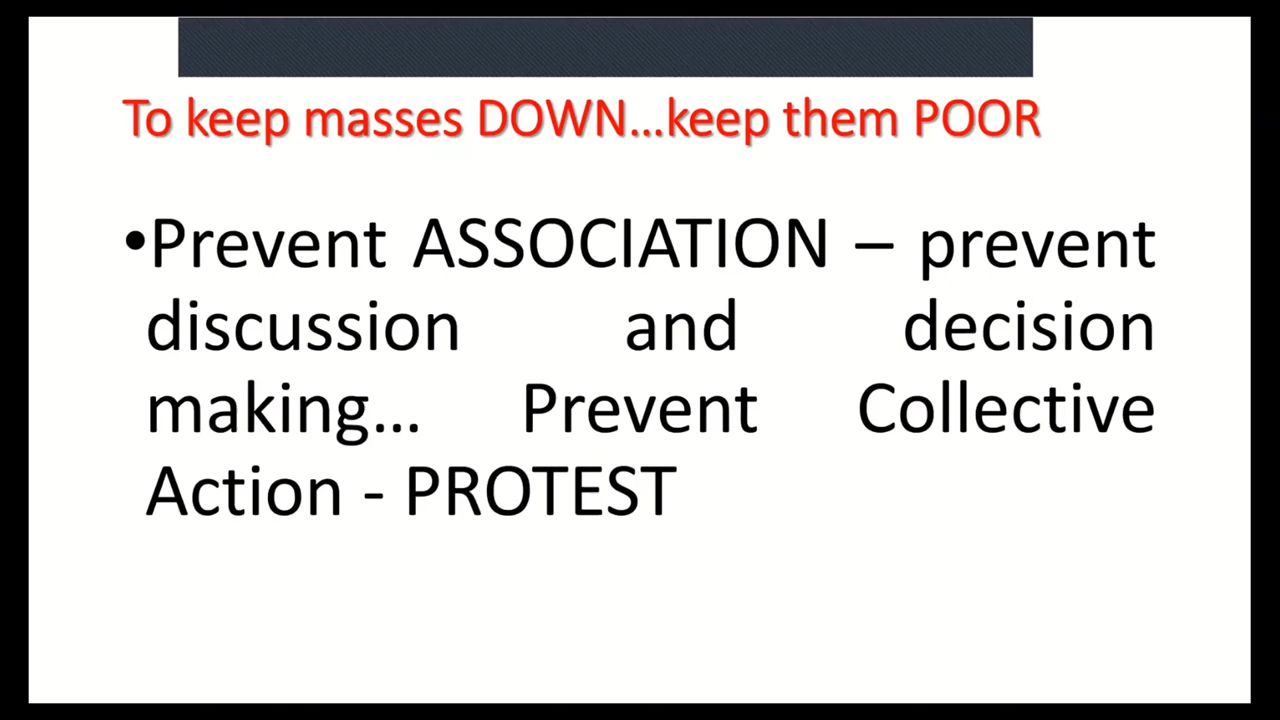 To keep masses DOWN...keep them POOR
•Prevent ASSOCIATION – prevent
discussion and decision
making... Prevent Collective
Action - PROTEST